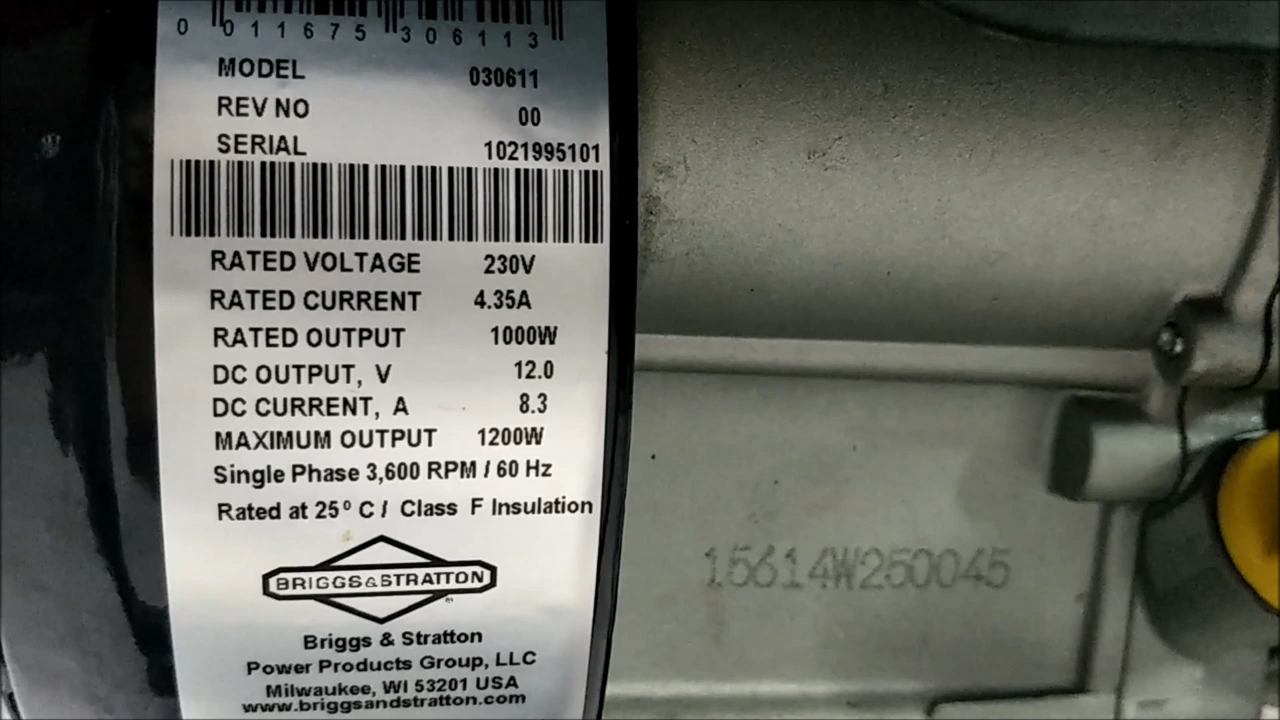 0 011675 306113
MODEL 030611
REV NO 00
SERIAL 1021995101
RATED VOLTAGE 230V
RATED CURRENT 4.35A
RATED OUTPUT 1000W
DC OUTPUT, V 12.0
DC CURRENT, A 8.3
MAXIMUM OUTPUT 1200W
Single Phase 3,600 RPM / 60 Hz
Rated at 25º C / Class F Insulation
BRIGGS&STRATTON
Briggs & Stratton
Power Products Group, LLC
Milwaukee, WI 53201 USA
www.briggsandstratton.com
15614W250045